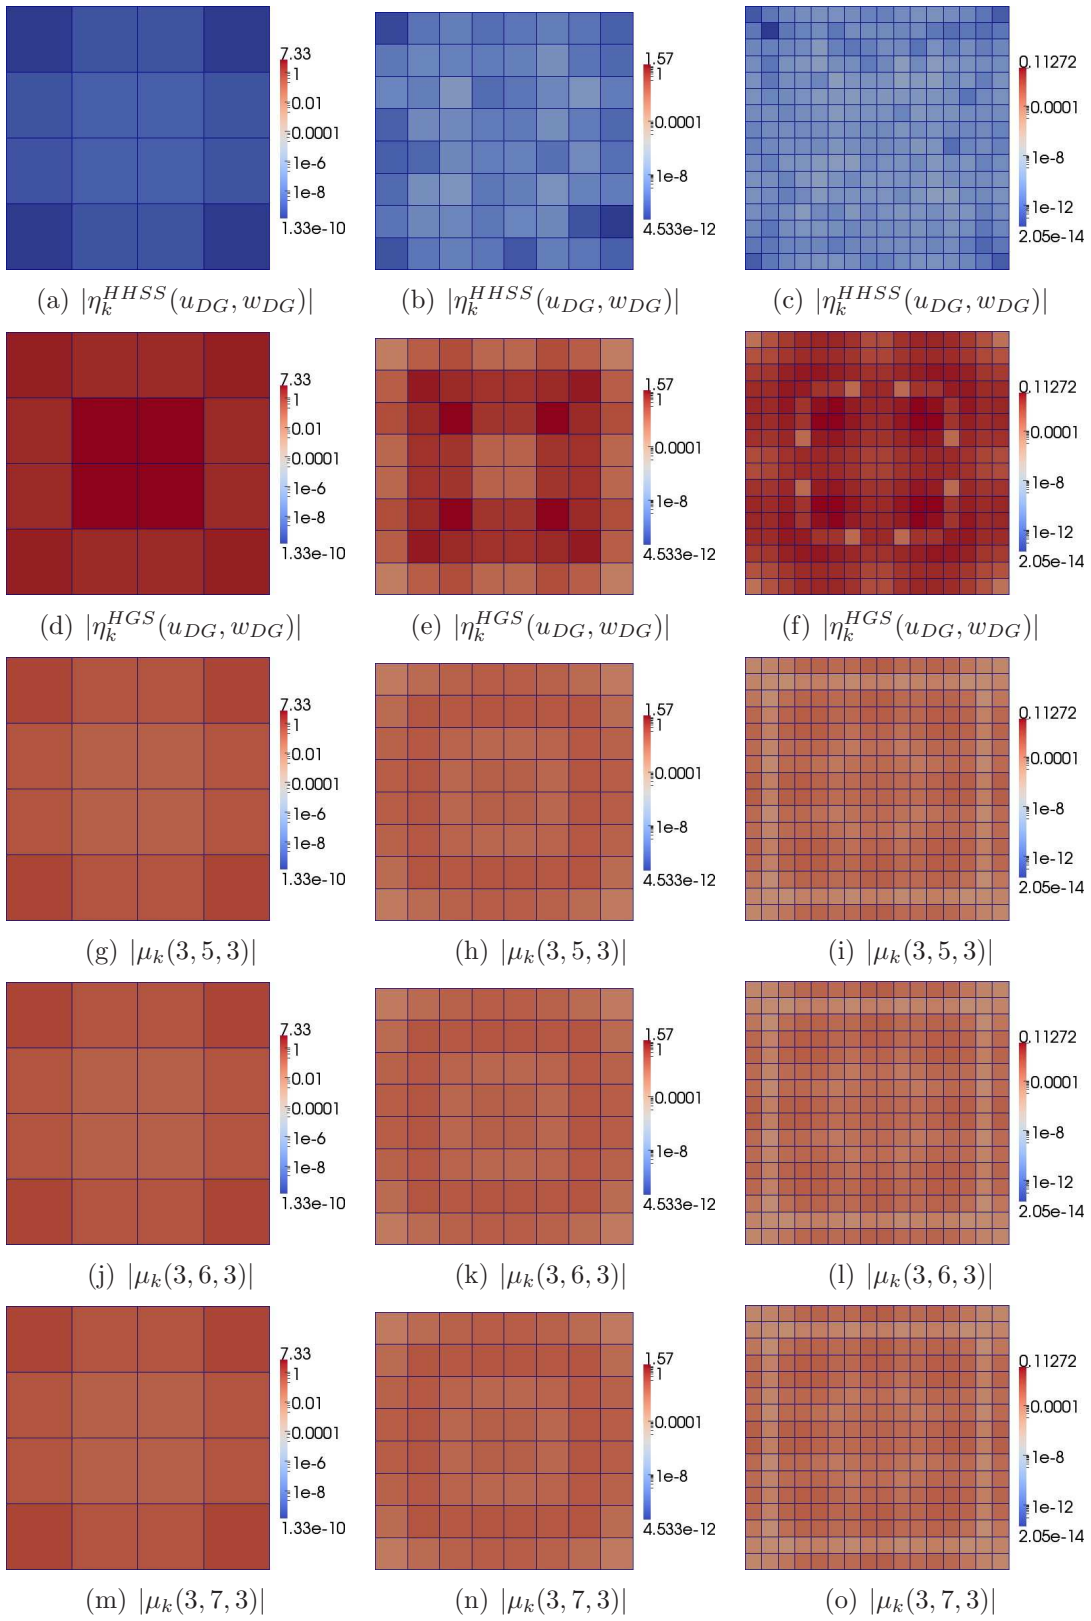 7.33
1
0.01
0.0001
1e-6
1e-8
1.33e-10
1.57
1
0.0001
1e-8
4.533e-12
0.11272
0.0001
1e-8
1e-12
2.05e-14
(a) |η_k^{HHSS}(u_{DG}, w_{DG})|
(b) |η_k^{HHSS}(u_{DG}, w_{DG})|
(c) |η_k^{HHSS}(u_{DG}, w_{DG})|
7.33
1
0.01
0.0001
1e-6
1e-8
1.33e-10
1.57
1
0.0001
1e-8
4.533e-12
0.11272
0.0001
1e-8
1e-12
2.05e-14
(d) |η_k^{HGS}(u_{DG}, w_{DG})|
(e) |η_k^{HGS}(u_{DG}, w_{DG})|
(f) |η_k^{HGS}(u_{DG}, w_{DG})|
7.33
1
0.01
0.0001
1e-6
1e-8
1.33e-10
1.57
1
0.0001
1e-8
4.533e-12
0.11272
0.0001
1e-8
1e-12
2.05e-14
(g) |μ_k(3, 5, 3)|
(h) |μ_k(3, 5, 3)|
(i) |μ_k(3, 5, 3)|
7.33
1
0.01
0.0001
1e-6
1e-8
1.33e-10
1.57
1
0.0001
1e-8
4.533e-12
0.11272
0.0001
1e-8
1e-12
2.05e-14
(j) |μ_k(3, 6, 3)|
(k) |μ_k(3, 6, 3)|
(l) |μ_k(3, 6, 3)|
7.33
1
0.01
0.0001
1e-6
1e-8
1.33e-10
1.57
1
0.0001
1e-8
4.533e-12
0.11272
0.0001
1e-8
1e-12
2.05e-14
(m) |μ_k(3, 7, 3)|
(n) |μ_k(3, 7, 3)|
(o) |μ_k(3, 7, 3)|